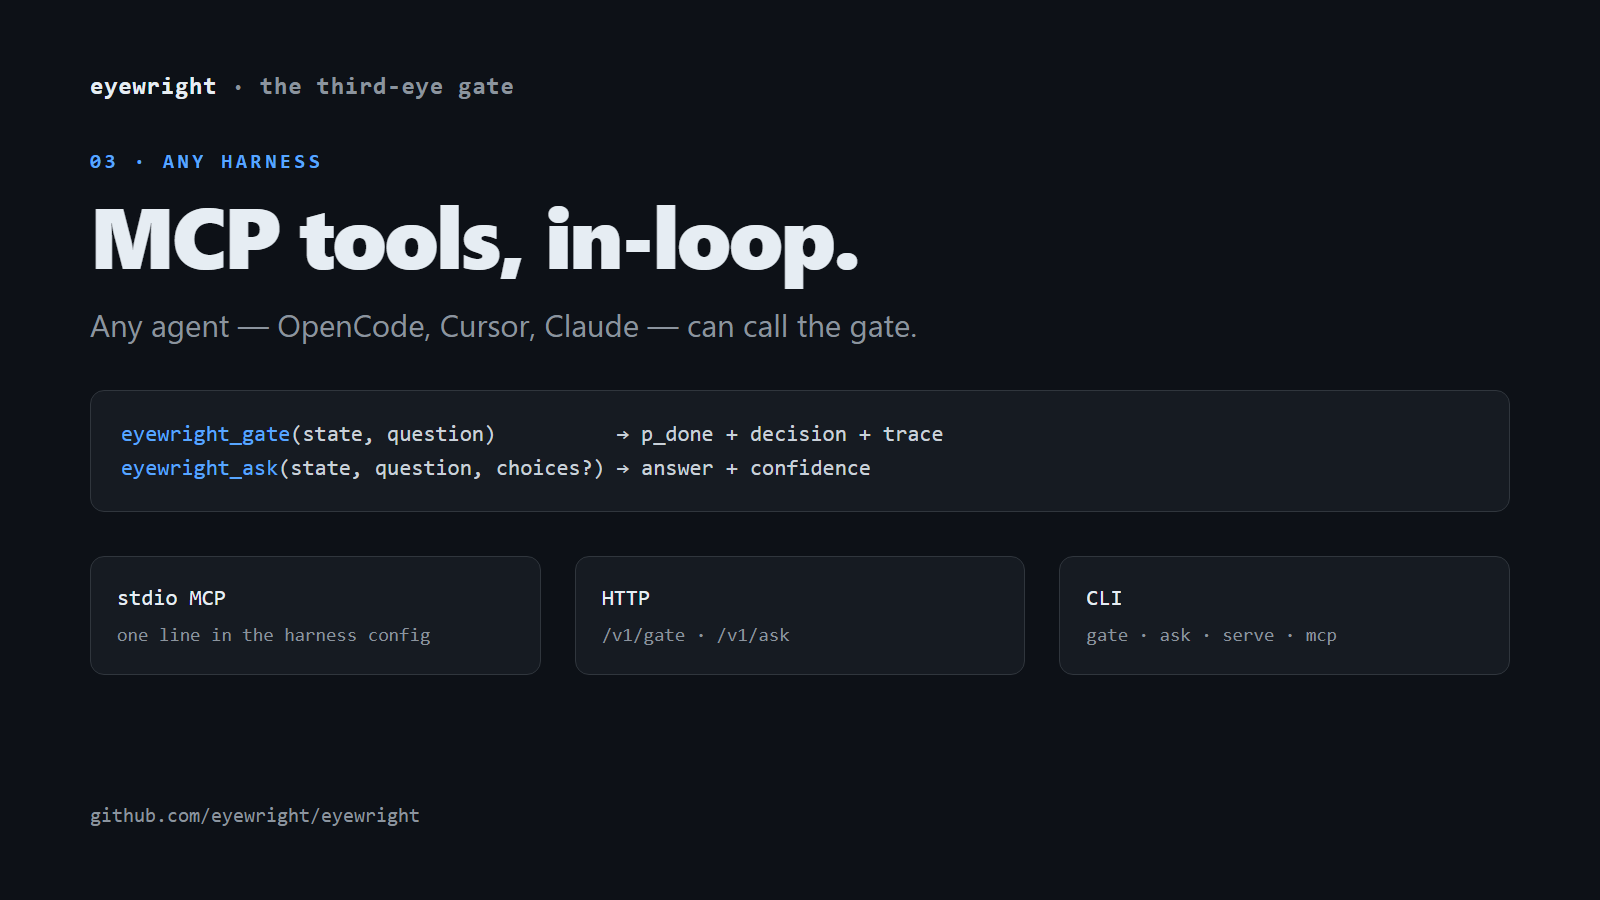 eyewright · the third-eye gate
03 · ANY HARNESS
MCP tools, in-loop.
Any agent — OpenCode, Cursor, Claude — can call the gate.
eyewright_gate(state, question) → p_done + decision + trace
eyewright_ask(state, question, choices?) → answer + confidence
stdio MCP
one line in the harness config
HTTP
/v1/gate · /v1/ask
CLI
gate · ask · serve · mcp
github.com/eyewright/eyewright